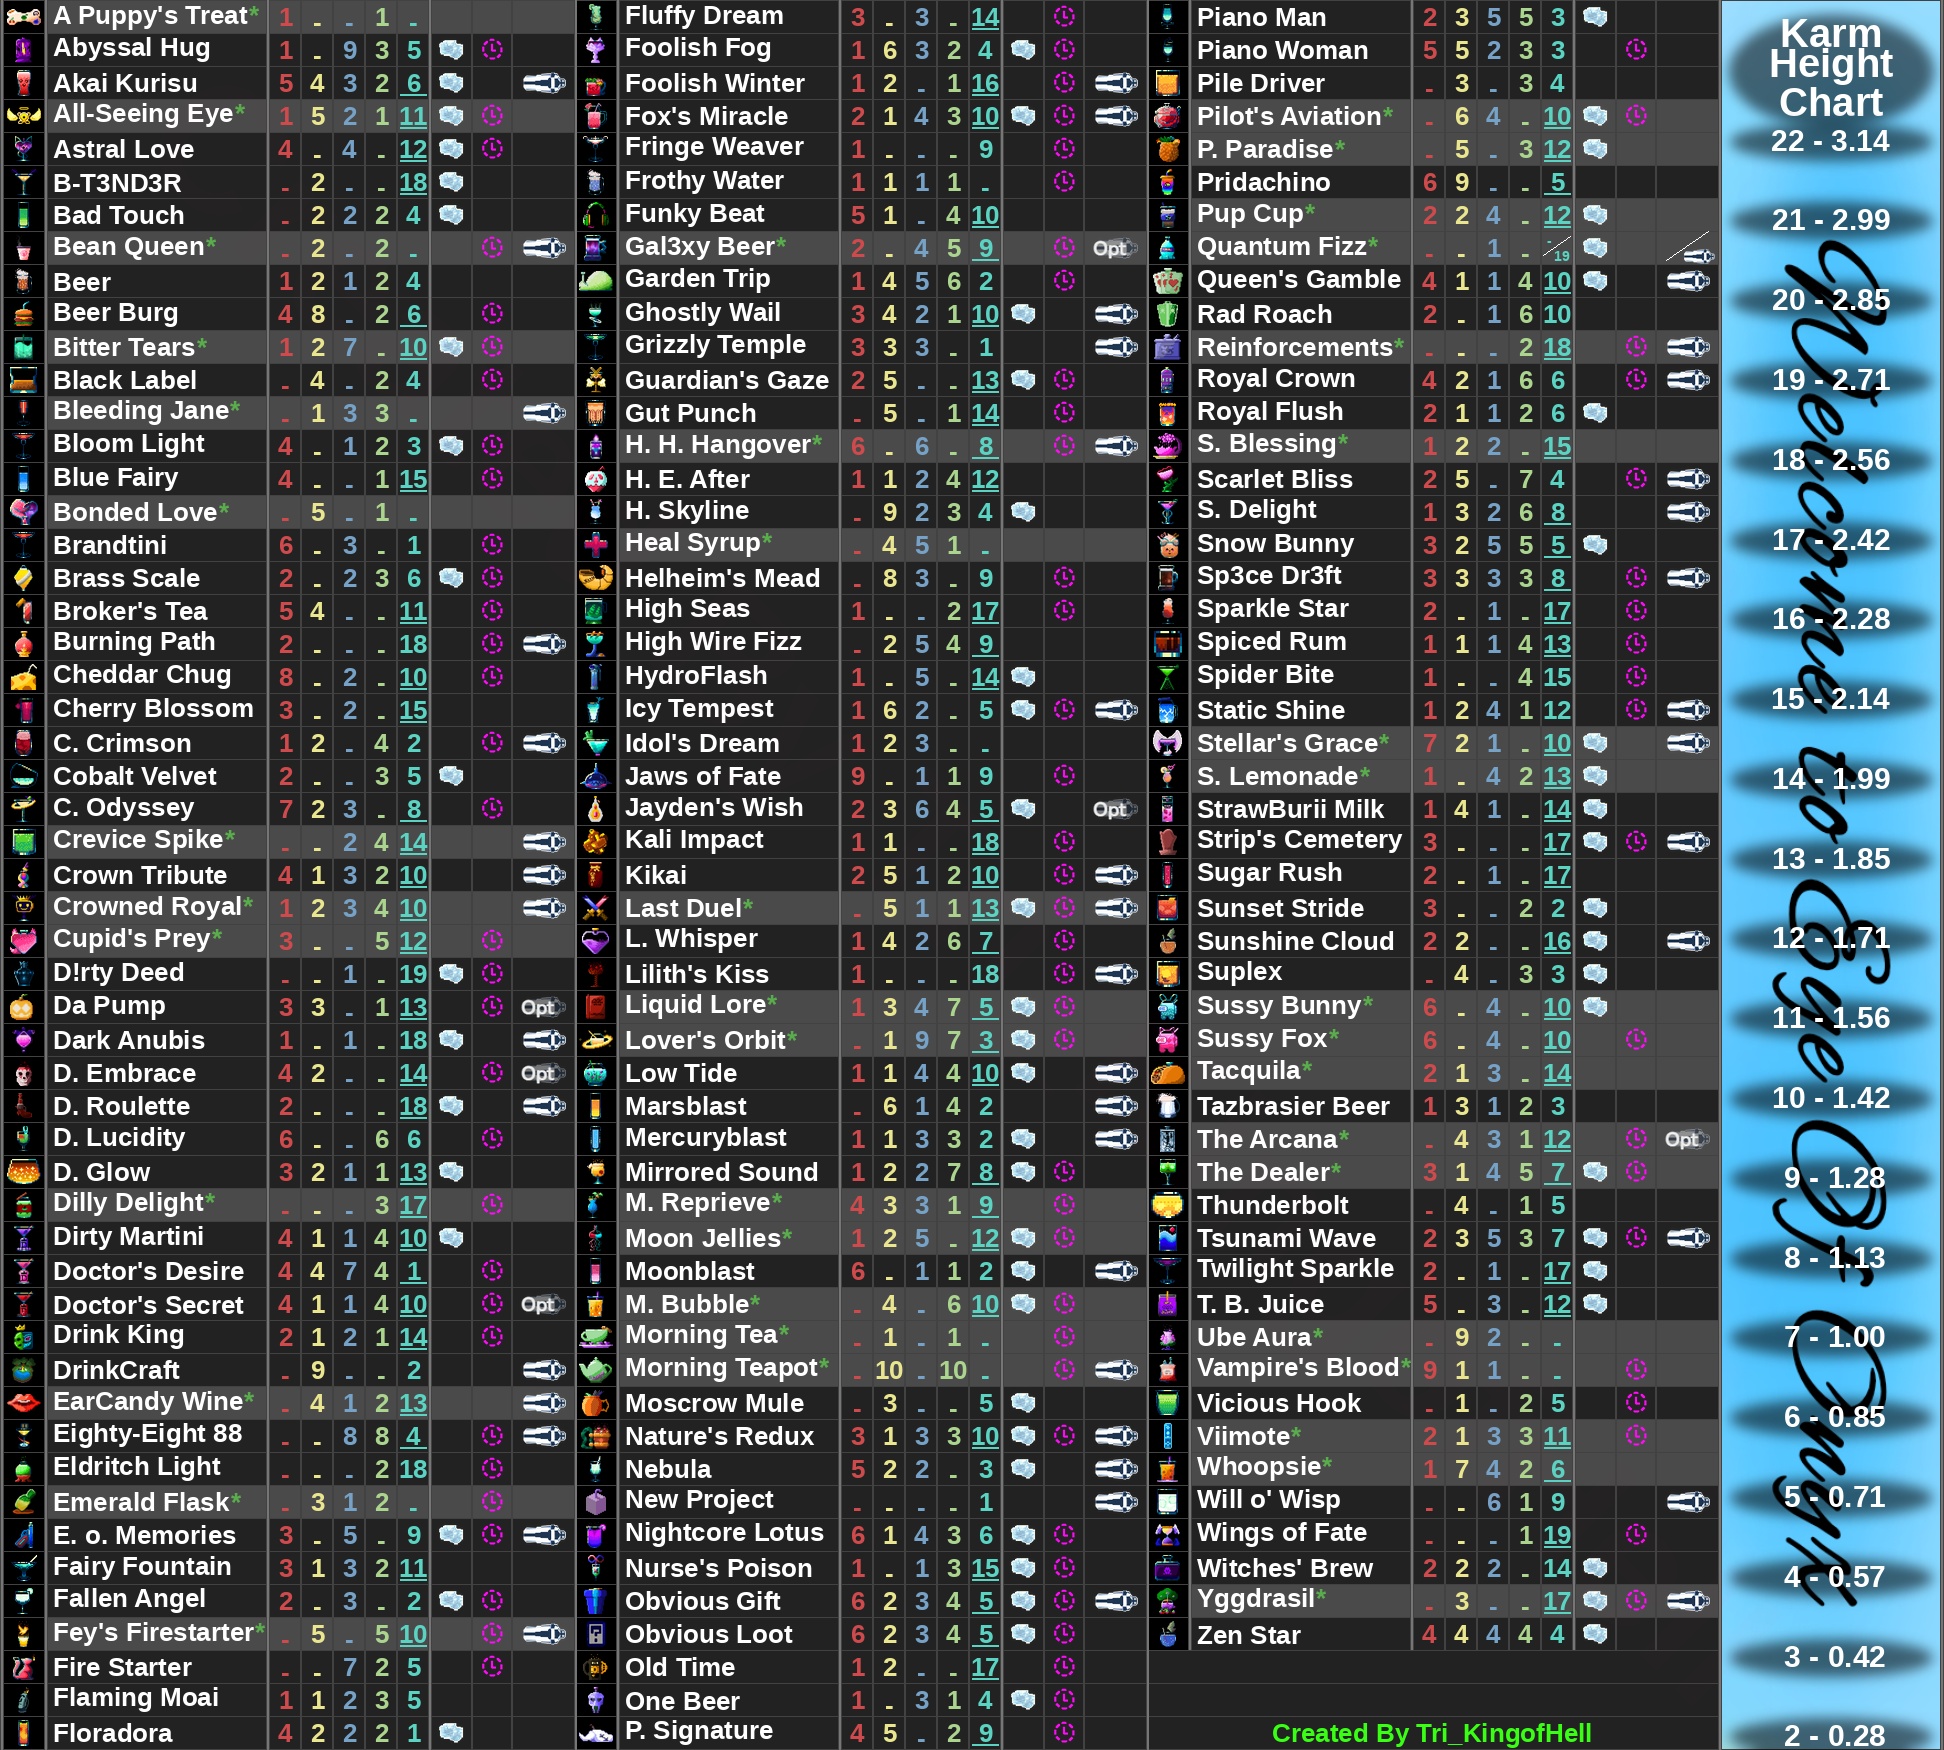 A Puppy's Treat* 1 - - 1 -
Abyssal Hug 1 - 9 3 5
Akai Kurisu 5 4 3 2 6
All-Seeing Eye* 1 5 2 1 11
Astral Love 4 - 4 - 12
B-T3ND3R - 2 - - 18
Bad Touch - 2 2 2 4
Bean Queen* - 2 - 2 -
Beer 1 2 1 2 4
Beer Burg 4 8 - 2 6
Bitter Tears* 1 2 7 - 10
Black Label - 4 - 2 4
Bleeding Jane* - 1 3 3 -
Bloom Light 4 - 1 2 3
Blue Fairy 4 - - 1 15
Bonded Love* - 5 - 1 -
Brandtini 6 - 3 - 1
Brass Scale 2 - 2 3 6
Broker's Tea 5 4 - - 11
Burning Path 2 - - - 18
Cheddar Chug 8 - 2 - 10
Cherry Blossom 3 - 2 - 15
C. Crimson 1 2 - 4 2
Cobalt Velvet 2 - - 3 5
C. Odyssey 7 2 3 - 8
Crevice Spike* - - 2 4 14
Crown Tribute 4 1 3 2 10
Crowned Royal* 1 2 3 4 10
Cupid's Prey* 3 - - 5 12
D!rty Deed - - 1 - 19
Da Pump 3 3 - 1 13 Opt
Dark Anubis 1 - 1 - 18
D. Embrace 4 2 - - 14 Opt
D. Roulette 2 - - - 18
D. Lucidity 6 - - 6 6
D. Glow 3 2 1 1 13
Dilly Delight* - - - 3 17
Dirty Martini 4 1 1 4 10
Doctor's Desire 4 4 7 4 1
Doctor's Secret 4 1 1 4 10 Opt
Drink King 2 1 2 1 14
DrinkCraft - 9 - - 2
EarCandy Wine* - 4 1 2 13
Eighty-Eight 88 - - 8 8 4
Eldritch Light - - - 2 18
Emerald Flask* - 3 1 2 -
E. o. Memories 3 - 5 - 9
Fairy Fountain 3 1 3 2 11
Fallen Angel 2 - 3 - 2
Fey's Firestarter* - 5 - 5 10
Fire Starter - - 7 2 5
Flaming Moai 1 1 2 3 5
Floradora 4 2 2 2 1
Fluffy Dream 3 - 3 - 14
Foolish Fog 1 6 3 2 4
Foolish Winter 1 2 - 1 16
Fox's Miracle 2 1 4 3 10
Fringe Weaver 1 - - - 9
Frothy Water 1 1 1 1 -
Funky Beat 5 1 - 4 10
Gal3xy Beer* 2 - 4 5 9 Opt
Garden Trip 1 4 5 6 2
Ghostly Wail 3 4 2 1 10
Grizzly Temple 3 3 3 - 1
Guardian's Gaze 2 5 - - 13
Gut Punch - 5 - 1 14
H. H. Hangover* 6 - 6 - 8
H. E. After 1 1 2 4 12
H. Skyline - 9 2 3 4
Heal Syrup* - 4 5 1 -
Helheim's Mead - 8 3 - 9
High Seas 1 - - 2 17
High Wire Fizz - 2 5 4 9
HydroFlash 1 - 5 - 14
Icy Tempest 1 6 2 - 5
Idol's Dream 1 2 3 - -
Jaws of Fate 9 - 1 1 9
Jayden's Wish 2 3 6 4 5 Opt
Kali Impact 1 1 - - 18
Kikai 2 5 1 2 10
Last Duel* - 5 1 1 13
L. Whisper 1 4 2 6 7
Lilith's Kiss 1 - - - 18
Liquid Lore* 1 3 4 7 5
Lover's Orbit* - 1 9 7 3
Low Tide 1 1 4 4 10
Marsblast - 6 1 4 2
Mercuryblast 1 1 3 3 2
Mirrored Sound 1 2 2 7 8
M. Reprieve* 4 3 3 1 9
Moon Jellies* 1 2 5 - 12
Moonblast 6 - 1 1 2
M. Bubble* - 4 - 6 10
Morning Tea* - 1 - 1 -
Morning Teapot* - 10 - 10 -
Moscrow Mule - 3 - - 5
Nature's Redux 3 1 3 3 10
Nebula 5 2 2 - 3
New Project - - - - 1
Nightcore Lotus 6 1 4 3 6
Nurse's Poison 1 - 1 3 15
Obvious Gift 6 2 3 4 5
Obvious Loot 6 2 3 4 5
Old Time 1 2 - - 17
One Beer 1 - 3 1 4
P. Signature 4 5 - 2 9
Piano Man 2 3 5 5 3
Piano Woman 5 5 2 3 3
Pile Driver - 3 - 3 4
Pilot's Aviation* - 6 4 - 10
P. Paradise* - 5 - 3 12
Pridachino 6 9 - - 5
Pup Cup* 2 2 4 - 12
Quantum Fizz* - - 1 - -/19
Queen's Gamble 4 1 1 4 10
Rad Roach 2 - 1 6 10
Reinforcements* - - - 2 18
Royal Crown 4 2 1 6 6
Royal Flush 2 1 1 2 6
S. Blessing* 1 2 2 - 15
Scarlet Bliss 2 5 - 7 4
S. Delight 1 3 2 6 8
Snow Bunny 3 2 5 5 5
Sp3ce Dr3ft 3 3 3 3 8
Sparkle Star 2 - 1 - 17
Spiced Rum 1 1 1 4 13
Spider Bite 1 - - 4 15
Static Shine 1 2 4 1 12
Stellar's Grace* 7 2 1 - 10
S. Lemonade* 1 - 4 2 13
StrawBurii Milk 1 4 1 - 14
Strip's Cemetery 3 - - - 17
Sugar Rush 2 - 1 - 17
Sunset Stride 3 - - 2 2
Sunshine Cloud 2 2 - - 16
Suplex - 4 - 3 3
Sussy Bunny* 6 - 4 - 10
Sussy Fox* 6 - 4 - 10
Tacquila* 2 1 3 - 14
Tazbrasier Beer 1 3 1 2 3
The Arcana* - 4 3 1 12 Opt
The Dealer* 3 1 4 5 7
Thunderbolt - 4 - 1 5
Tsunami Wave 2 3 5 3 7
Twilight Sparkle 2 - 1 - 17
T. B. Juice 5 - 3 - 12
Ube Aura* - 9 2 - -
Vampire's Blood* 9 1 1 - -
Vicious Hook - 1 - 2 5
Viimote* 2 1 3 3 11
Whoopsie* 1 7 4 2 6
Will o' Wisp - - 6 1 9
Wings of Fate - - - 1 19
Witches' Brew 2 2 2 - 14
Yggdrasil* - 3 - - 17
Zen Star 4 4 4 4 4
Created By Tri_KingofHell
Karm
Height
Chart
22 - 3.14
21 - 2.99
20 - 2.85
19 - 2.71
18 - 2.56
17 - 2.42
16 - 2.28
15 - 2.14
14 - 1.99
13 - 1.85
12 - 1.71
11 - 1.56
10 - 1.42
9 - 1.28
8 - 1.13
7 - 1.00
6 - 0.85
5 - 0.71
4 - 0.57
3 - 0.42
2 - 0.28
Welcome to Eye Of Onyx